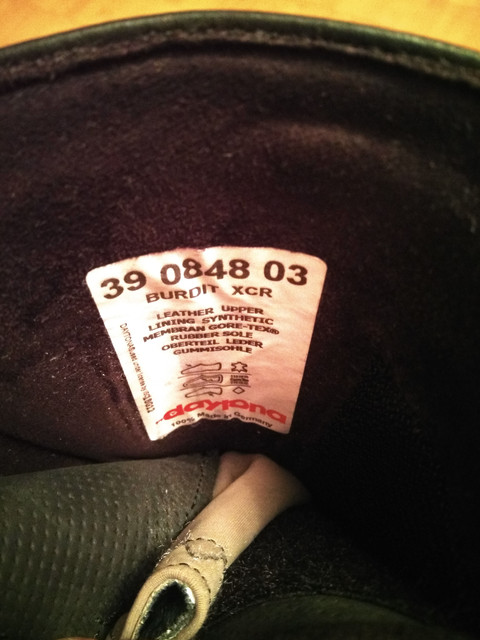 39 0848 03
BURDIT XCR
LEATHER UPPER
LINING SYNTHETIC
MEMBRAN GORE-TEX®
RUBBER SOLE
OBERTEIL LEDER
GUMMISOHLE
daytona
100% Made in Germany